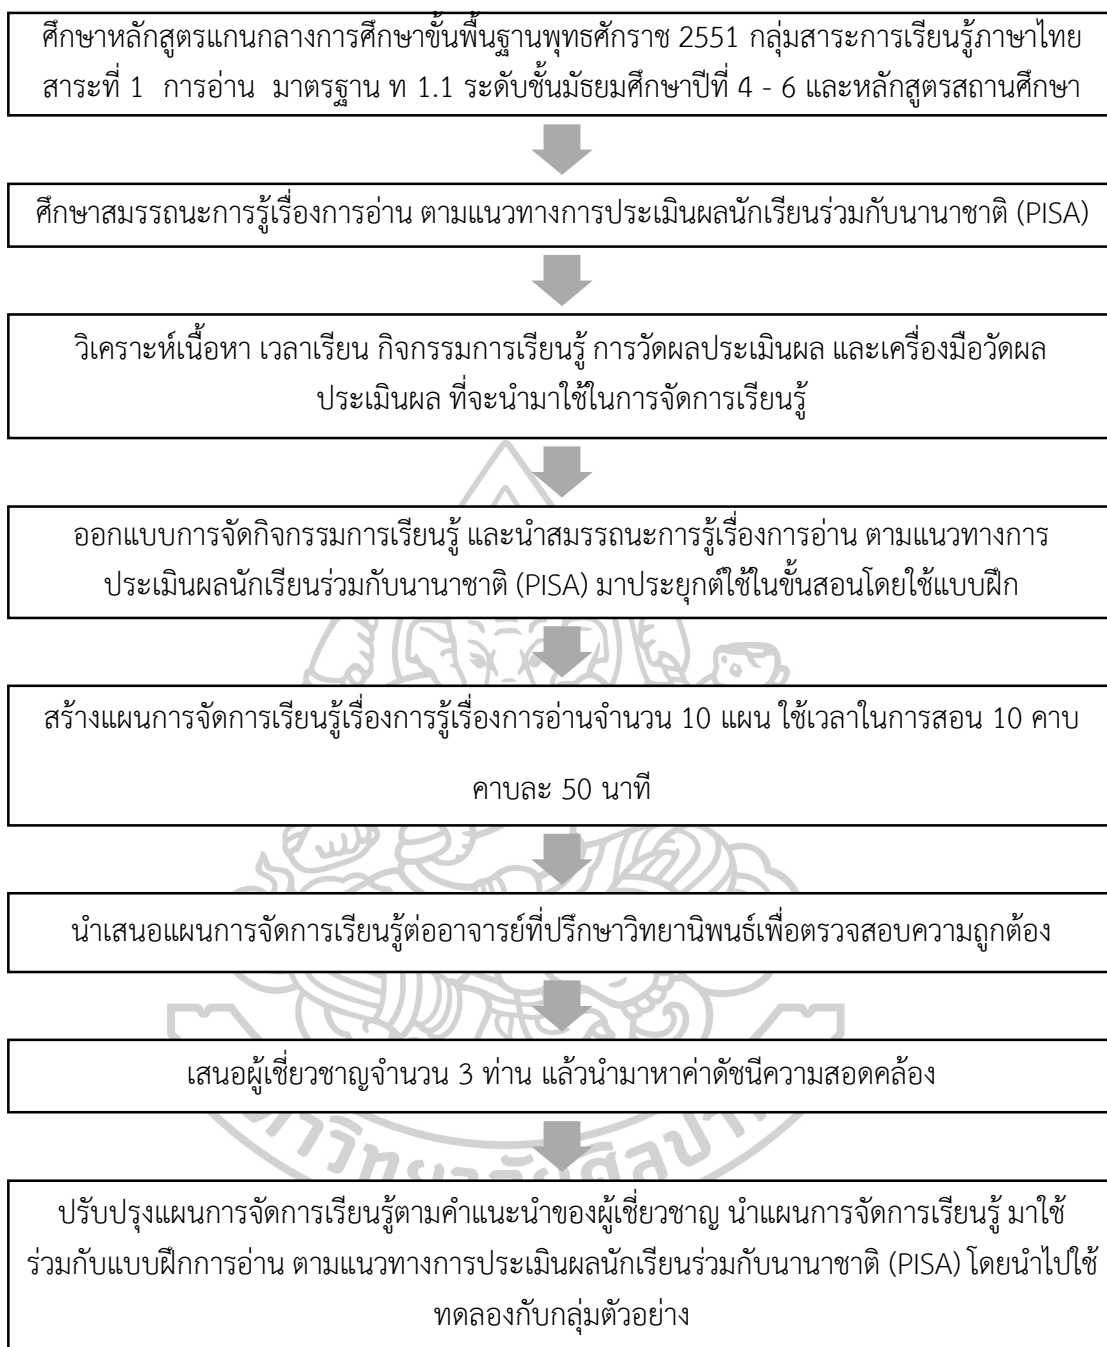 ศึกษาหลักสูตรแกนกลางการศึกษาขั้นพื้นฐานพุทธศักราช 2551 กลุ่มสาระการเรียนรู้ภาษาไทย
สาระที่ 1 การอ่าน มาตรฐาน ท 1.1 ระดับชั้นมัธยมศึกษาปีที่ 4 - 6 และหลักสูตรสถานศึกษา
ศึกษาสมรรถนะการรู้เรื่องการอ่าน ตามแนวทางการประเมินผลนักเรียนร่วมกับนานาชาติ (PISA)
วิเคราะห์เนื้อหา เวลาเรียน กิจกรรมการเรียนรู้ การวัดผลประเมินผล และเครื่องมือวัดผล
ประเมินผล ที่จะนำมาใช้ในการจัดการเรียนรู้
ออกแบบการจัดกิจกรรมการเรียนรู้ และนำสมรรถนะการรู้เรื่องการอ่าน ตามแนวทางการ
ประเมินผลนักเรียนร่วมกับนานาชาติ (PISA) มาประยุกต์ใช้ในขั้นสอนโดยใช้แบบฝึก
สร้างแผนการจัดการเรียนรู้เรื่องการรู้เรื่องการอ่านจำนวน 10 แผน ใช้เวลาในการสอน 10 คาบ
คาบละ 50 นาที
นำเสนอแผนการจัดการเรียนรู้ต่ออาจารย์ที่ปรึกษาวิทยานิพนธ์เพื่อตรวจสอบความถูกต้อง
เสนอผู้เชี่ยวชาญจำนวน 3 ท่าน แล้วนำมาหาค่าดัชนีความสอดคล้อง
ปรับปรุงแผนการจัดการเรียนรู้ตามคำแนะนำของผู้เชี่ยวชาญ นำแผนการจัดการเรียนรู้ มาใช้
ร่วมกับแบบฝึกการอ่าน ตามแนวทางการประเมินผลนักเรียนร่วมกับนานาชาติ (PISA) โดยนำไปใช้
ทดลองกับกลุ่มตัวอย่าง